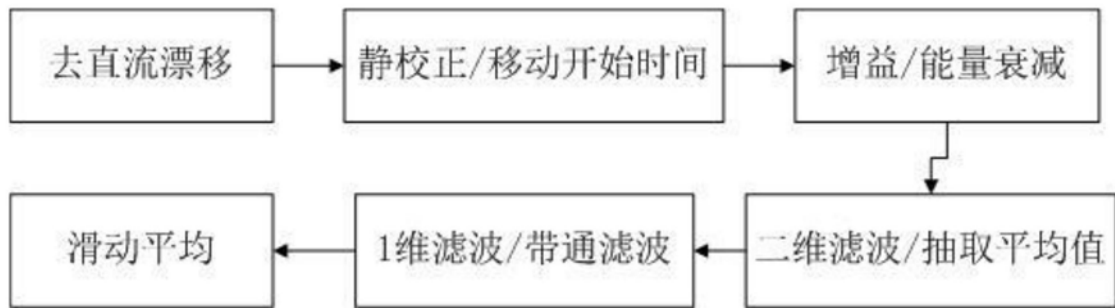 去直流漂移
静校正/移动开始时间
增益/能量衰减
二维滤波/抽取平均值
1维滤波/带通滤波
滑动平均